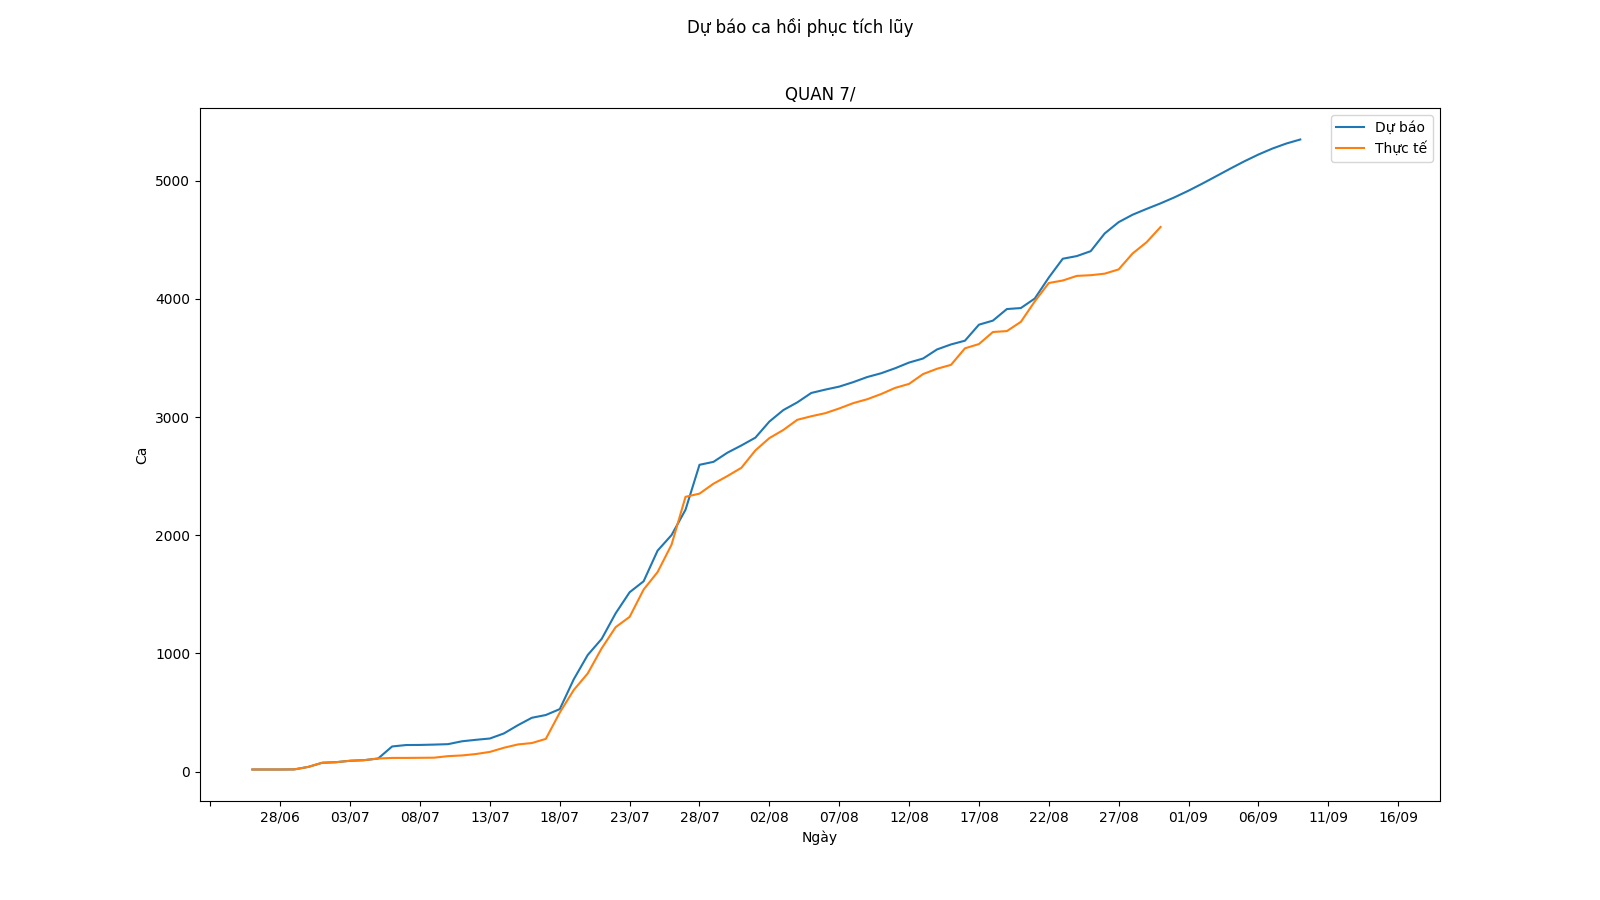 Dự báo ca hồi phục tích lũy
QUAN 7/
Dự báo
Thực tế
5000
4000
3000
2000
1000
0
Ca
28/06 03/07 08/07 13/07 18/07 23/07 28/07 02/08 07/08 12/08 17/08 22/08 27/08 01/09 06/09 11/09 16/09
Ngày